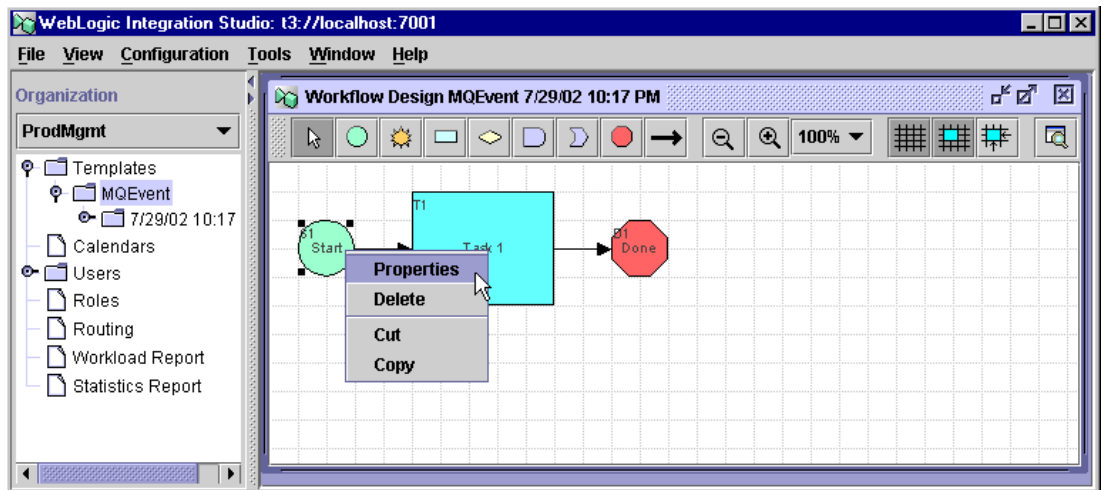 WebLogic Integration Studio: t3://localhost:7001
File View Configuration Tools Window Help
Organization
ProdMgmt
Templates
MQEvent
7/29/02 10:17
Calendars
Users
Roles
Routing
Workload Report
Statistics Report
Workflow Design MQEvent 7/29/02 10:17 PM
100%
S1
Start
T1
Task 1
D1
Done
Properties
Delete
Cut
Copy